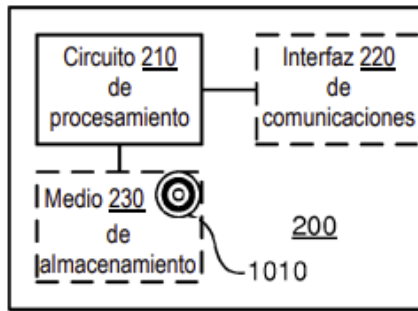 Circuito 210
de
procesamiento
Interfaz 220
de
comunicaciones
Medio 230
de
almacenamiento
200
1010